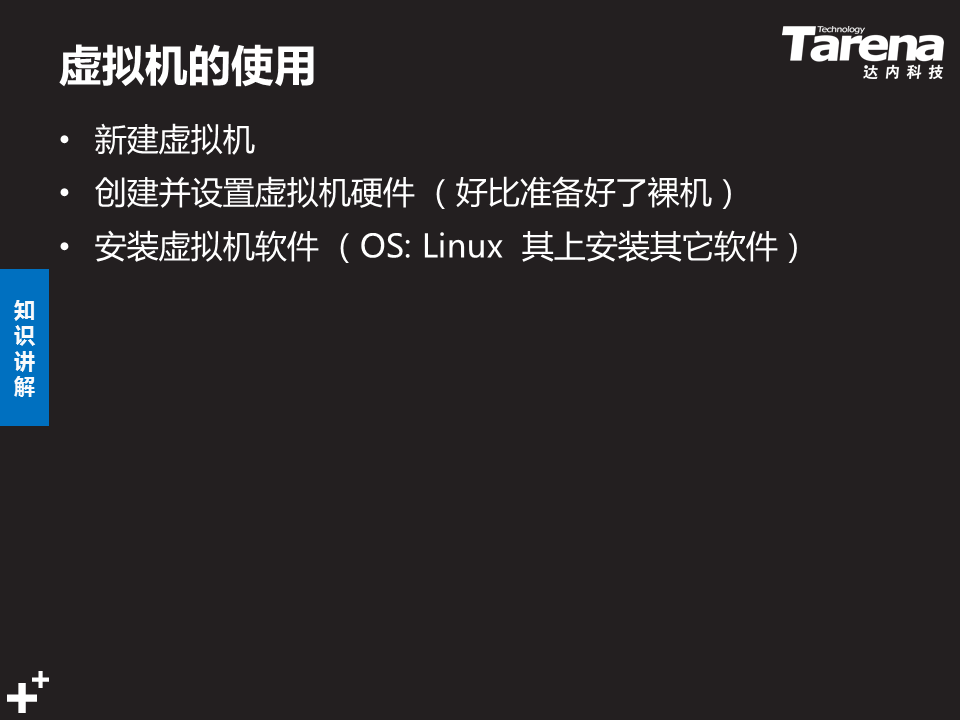 虚拟机的使用
Technology
Tarena
达内科技
• 新建虚拟机
• 创建并设置虚拟机硬件（好比准备好了裸机）
• 安装虚拟机软件（OS: Linux 其上安装其它软件）
知识讲解